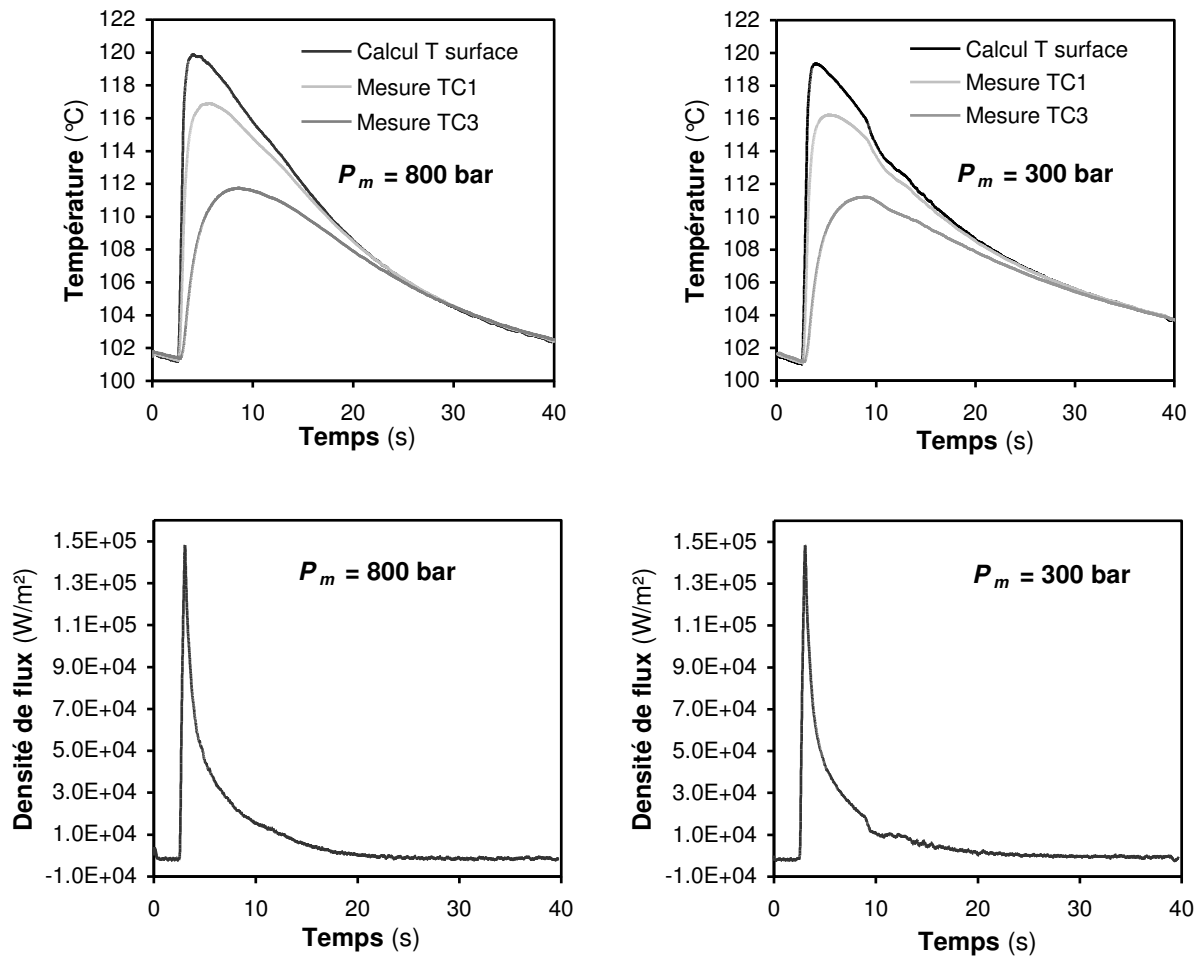 122
120
118
116
114
112
110
108
106
104
102
100
0
10
20
30
40
Température (°C)
Temps (s)
Calcul T surface
Mesure TC1
Mesure TC3
P m = 800 bar
122
120
118
116
114
112
110
108
106
104
102
100
0
10
20
30
40
Température (°C)
Temps (s)
Calcul T surface
Mesure TC1
Mesure TC3
P m = 300 bar
1.5E+05
1.3E+05
1.1E+05
9.0E+04
7.0E+04
5.0E+04
3.0E+04
1.0E+04
-1.0E+04
0
10
20
30
40
Densité de flux (W/m²)
Temps (s)
P m = 800 bar
1.5E+05
1.3E+05
1.1E+05
9.0E+04
7.0E+04
5.0E+04
3.0E+04
1.0E+04
-1.0E+04
0
10
20
30
40
Densité de flux (W/m²)
Temps (s)
P m = 300 bar